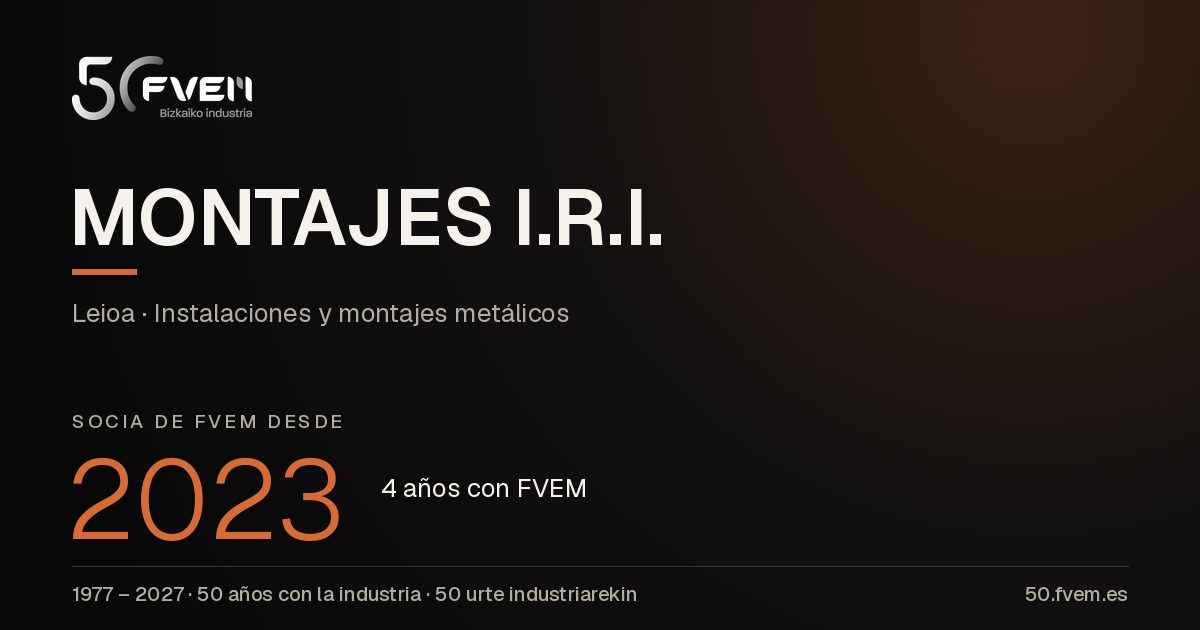 50 FVEM
Bizkaiko industria
MONTAJES I.R.I.
Leioa · Instalaciones y montajes metálicos
SOCIA DE FVEM DESDE
2023
4 años con FVEM
1977 – 2027 · 50 años con la industria · 50 urte industriarekin
50.fvem.es